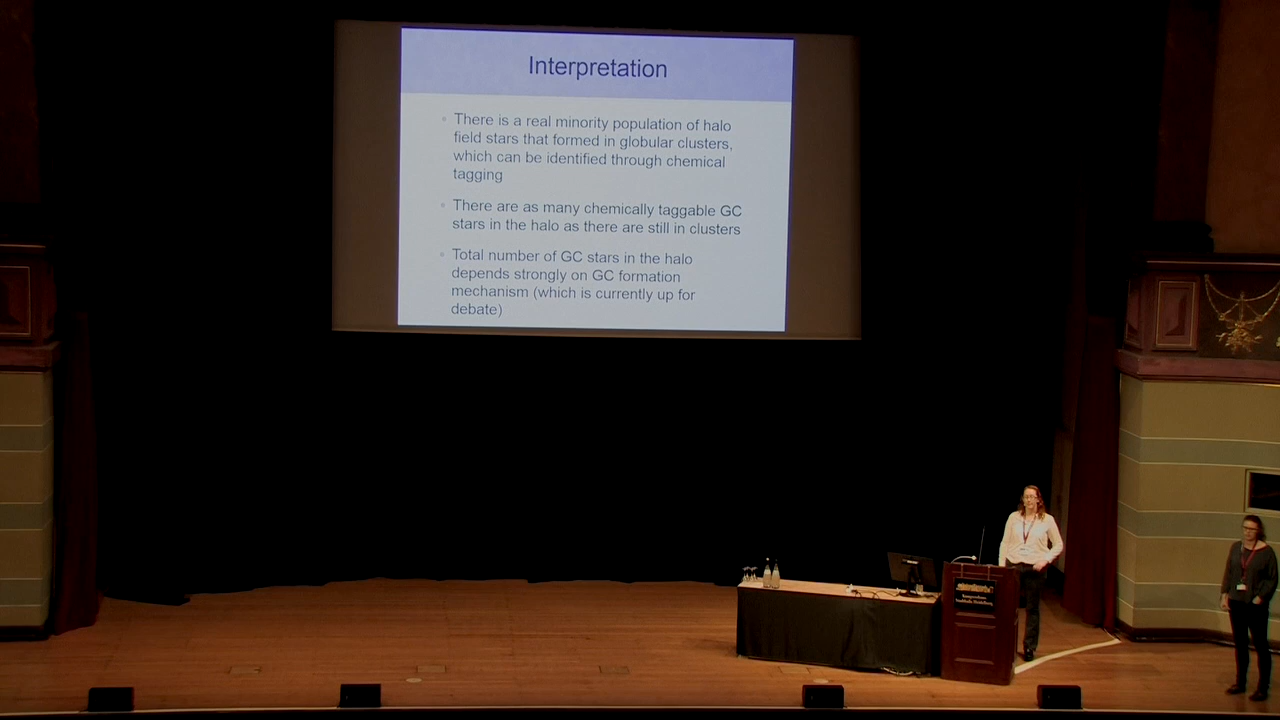 Interpretation
There is a real minority population of halo
field stars that formed in globular clusters,
which can be identified through chemical
tagging
There are as many chemically taggable GC
stars in the halo as there are still in clusters
Total number of GC stars in the halo
depends strongly on GC formation
mechanism (which is currently up for
debate)
Kongresshaus
Stadthalle Heidelberg